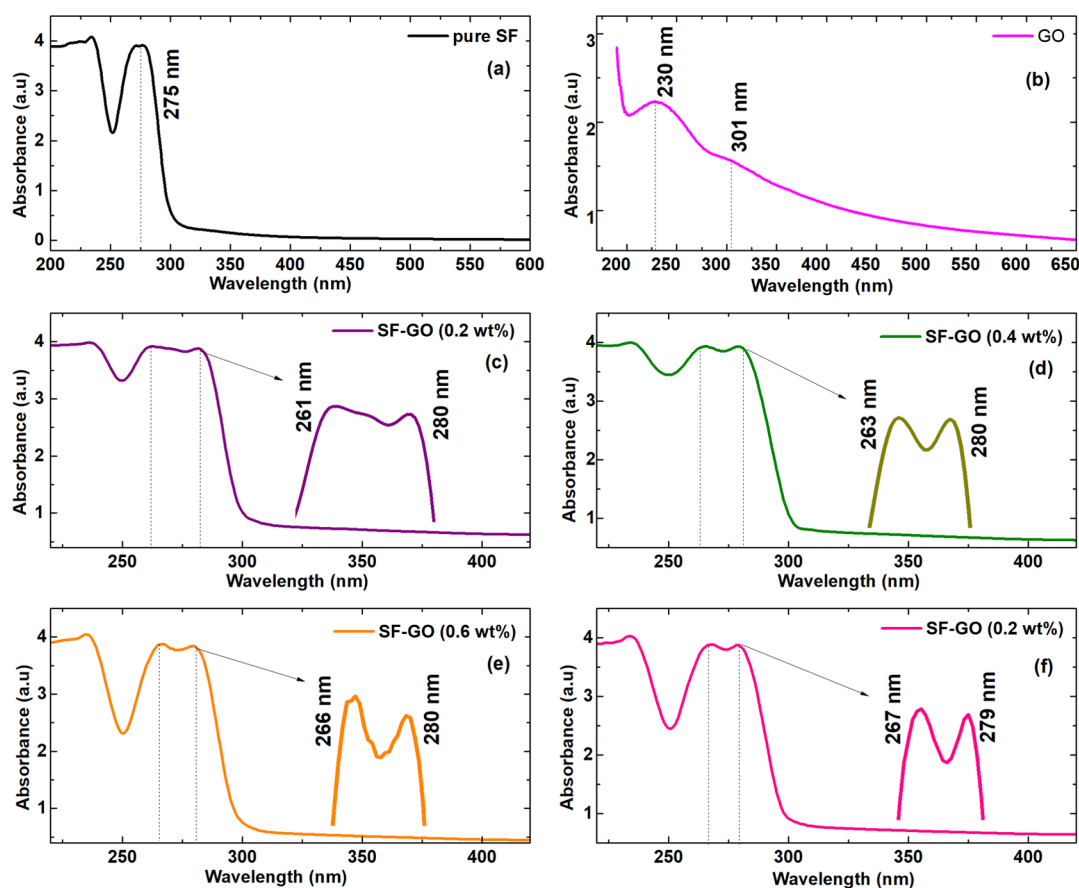 pure SF
(a)
275 nm
4
3
2
1
0
Absorbance (a.u)
200 250 300 350 400 450 500 550 600
Wavelength (nm)
GO
(b)
230 nm
301 nm
3
2
1
Absorbance (a.u)
200 250 300 350 400 450 500 550 600 650
Wavelength (nm)
SF-GO (0.2 wt%)
(c)
261 nm
280 nm
4
3
2
1
Absorbance (a.u)
250 300 350 400
Wavelength (nm)
SF-GO (0.4 wt%)
(d)
263 nm
280 nm
4
3
2
1
Absorbance (a.u)
250 300 350 400
Wavelength (nm)
SF-GO (0.6 wt%)
(e)
266 nm
280 nm
4
3
2
1
Absorbance (a.u)
250 300 350 400
Wavelength (nm)
SF-GO (0.2 wt%)
(f)
267 nm
279 nm
4
3
2
1
Absorbance (a.u)
250 300 350 400
Wavelength (nm)